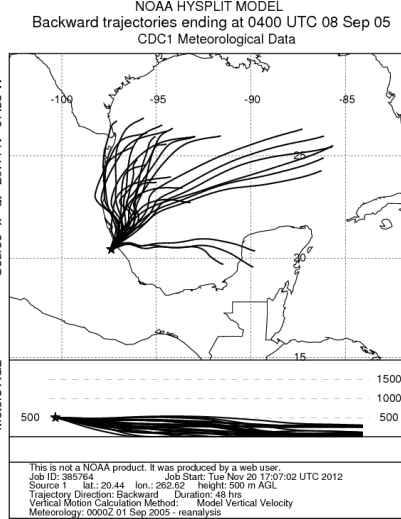 NOAA HYSPLIT MODEL
Backward trajectories ending at 0400 UTC 08 Sep 05
CDC1 Meteorological Data
-100 -95 -90 -85
25
20
15
1500
1000
500 500
This is not a NOAA product. It was produced by a web user.
Job ID: 385764 Job Start: Tue Nov 20 17:07:02 UTC 2012
Source 1 lat.: 20.44 lon.: 262.62 height: 500 m AGL
Trajectory Direction: Backward Duration: 48 hrs
Vertical Motion Calculation Method: Model Vertical Velocity
Meteorology: 0000Z 01 Sep 2005 - reanalysis